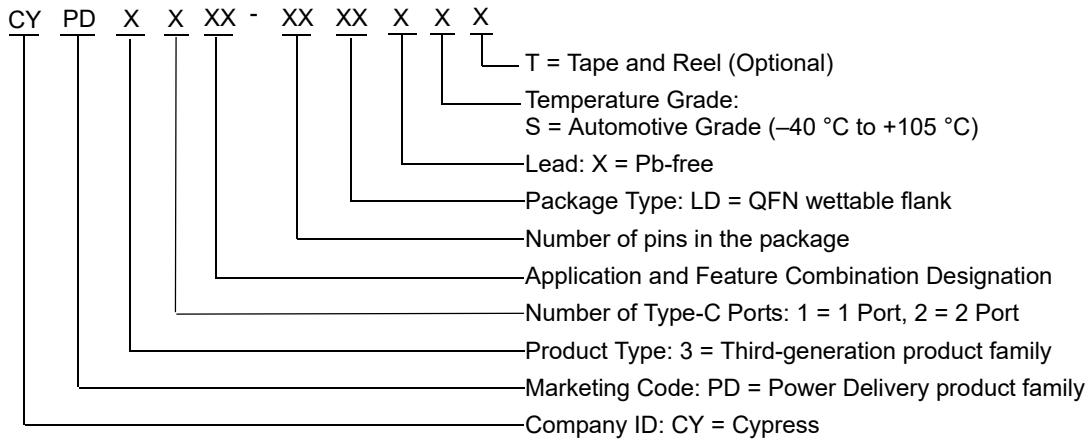 CY PD X X XX - XX XX X X X
T = Tape and Reel (Optional)
Temperature Grade:
S = Automotive Grade (–40 °C to +105 °C)
Lead: X = Pb-free
Package Type: LD = QFN wettable flank
Number of pins in the package
Application and Feature Combination Designation
Number of Type-C Ports: 1 = 1 Port, 2 = 2 Port
Product Type: 3 = Third-generation product family
Marketing Code: PD = Power Delivery product family
Company ID: CY = Cypress